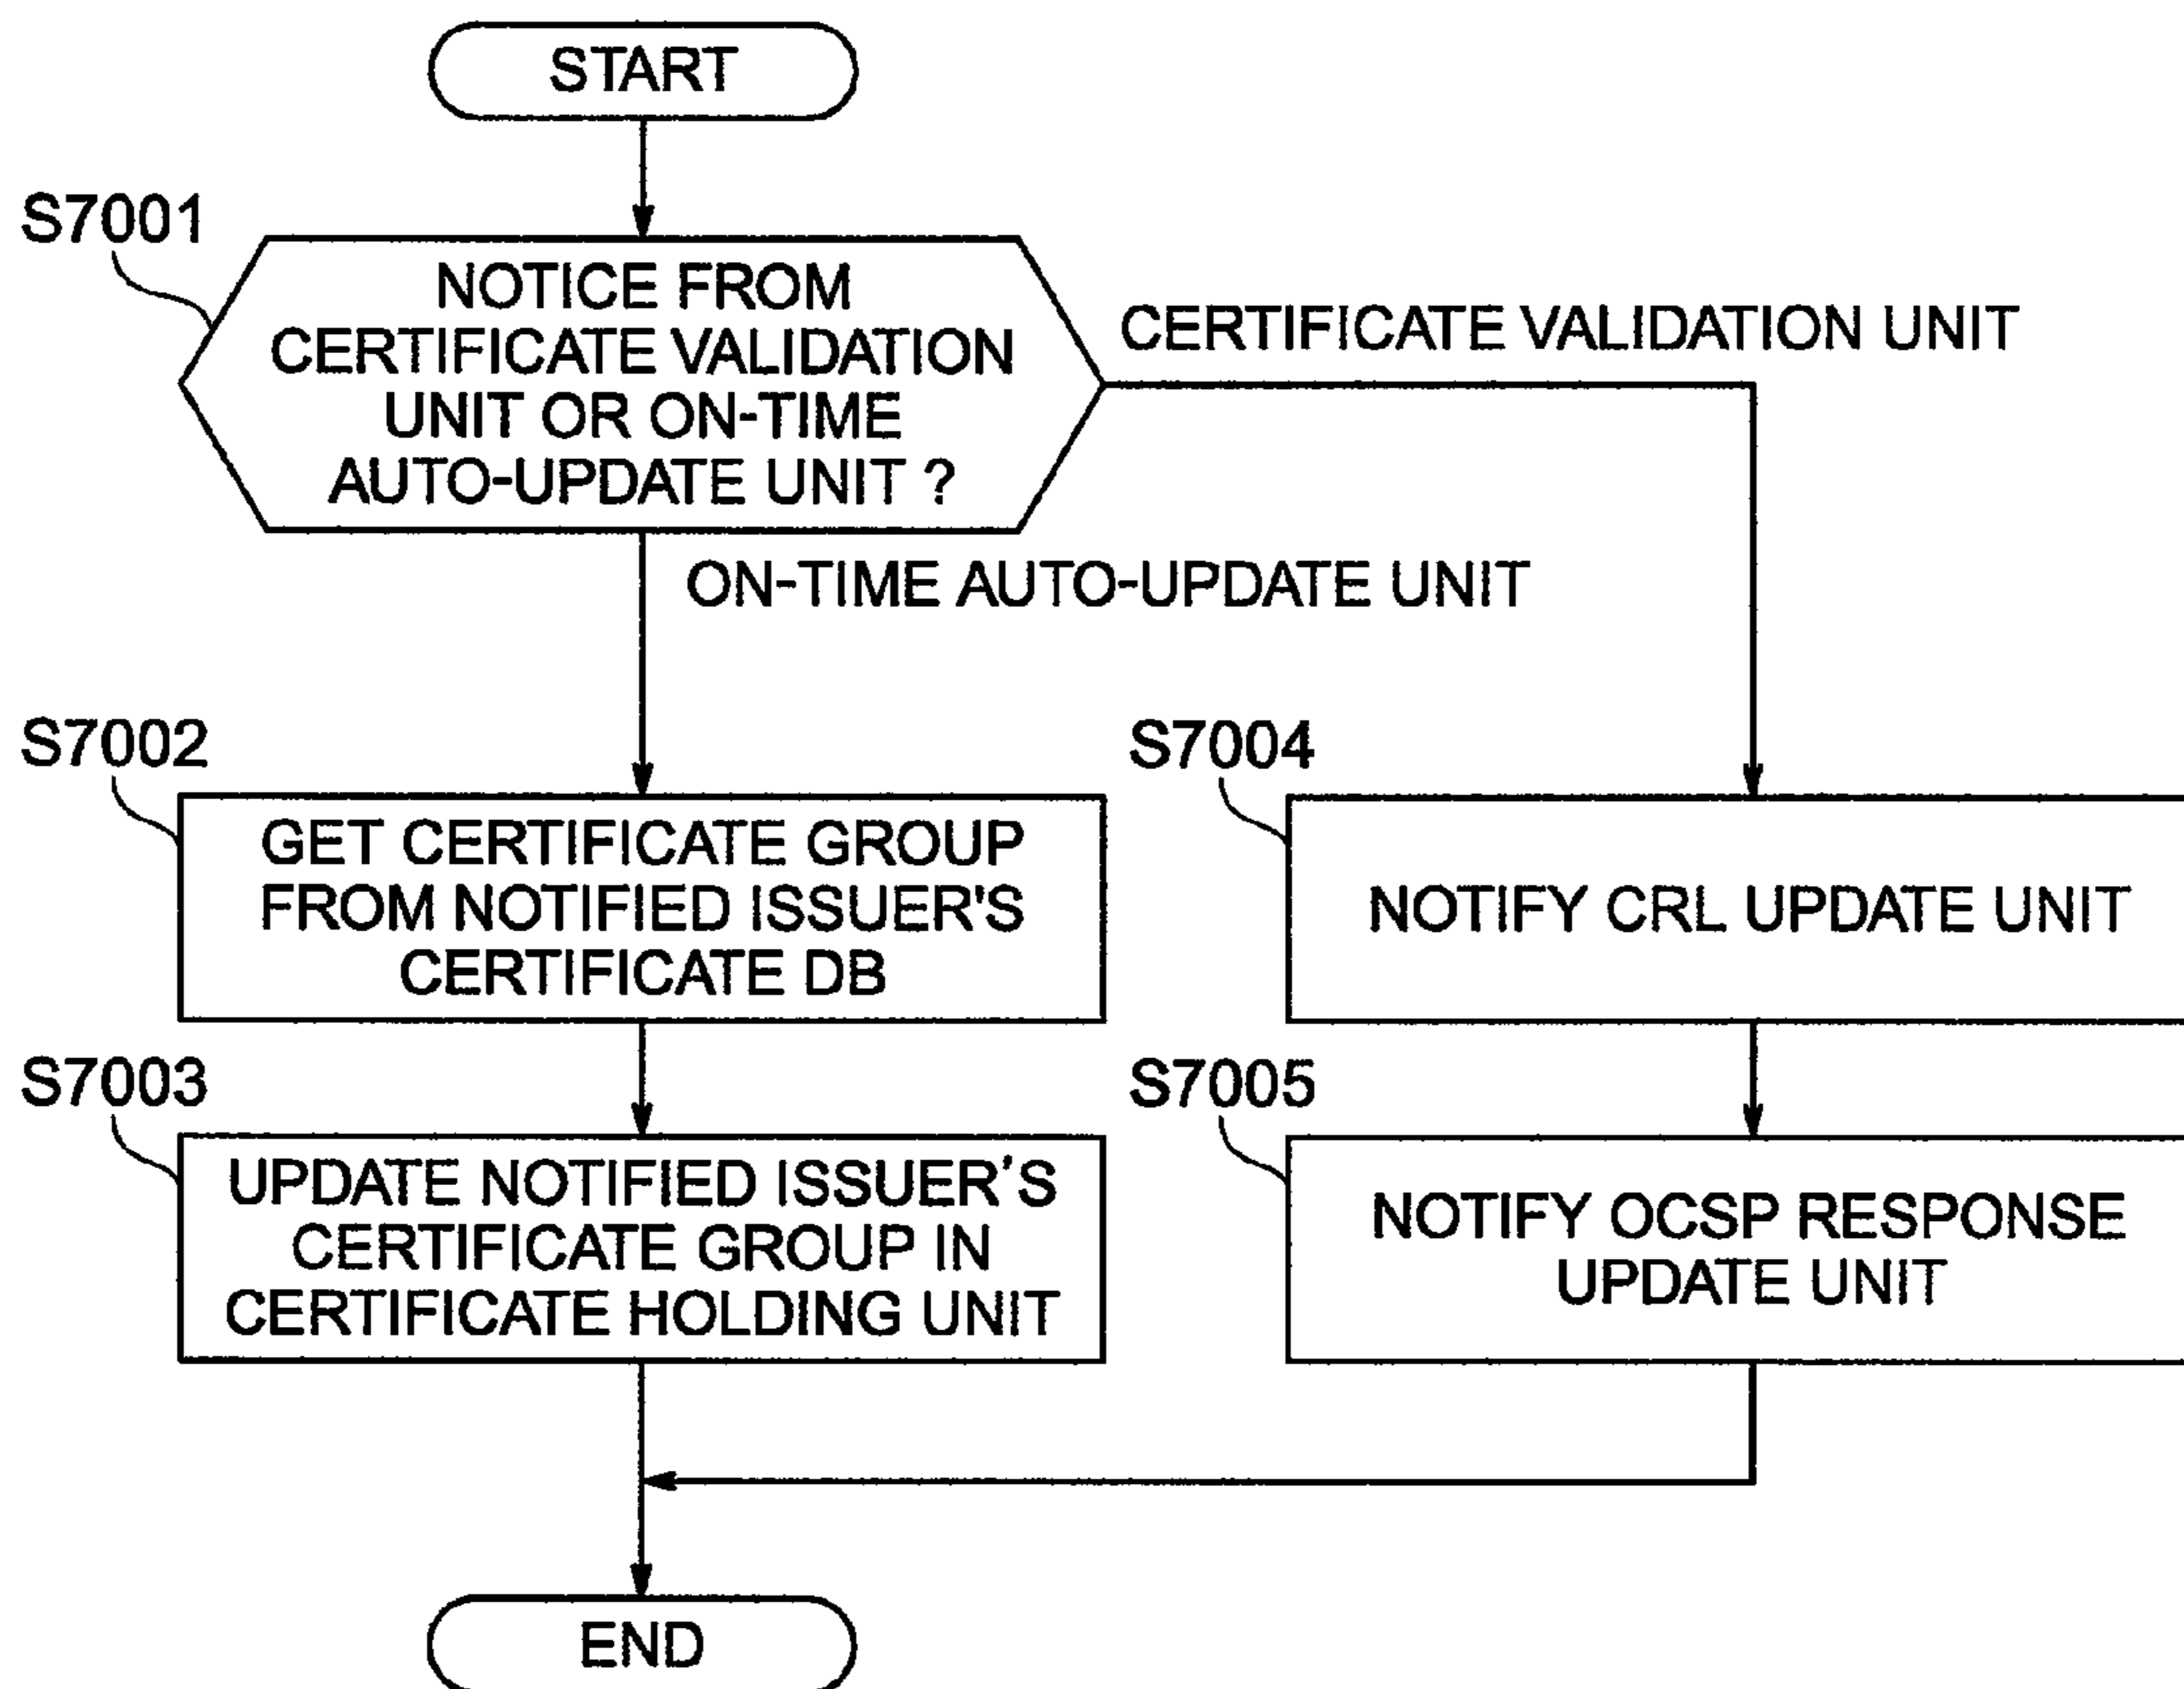 START
S7001
NOTICE FROM
CERTIFICATE VALIDATION
UNIT OR ON-TIME
AUTO-UPDATE UNIT ?
CERTIFICATE VALIDATION UNIT
ON-TIME AUTO-UPDATE UNIT
S7002
GET CERTIFICATE GROUP
FROM NOTIFIED ISSUER'S
CERTIFICATE DB
S7004
NOTIFY CRL UPDATE UNIT
S7003
UPDATE NOTIFIED ISSUER'S
CERTIFICATE GROUP IN
CERTIFICATE HOLDING UNIT
S7005
NOTIFY OCSP RESPONSE
UPDATE UNIT
END